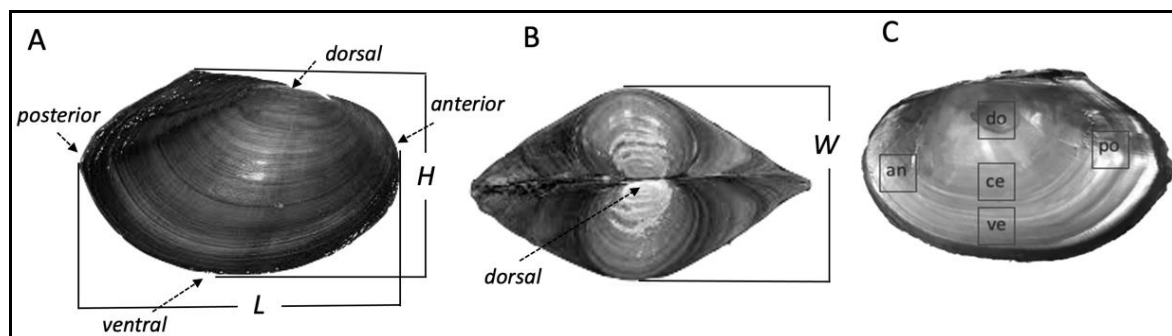 A
dorsal
posterior
anterior
H
L
ventral
B
W
dorsal
C
do
po
an
ce
ve